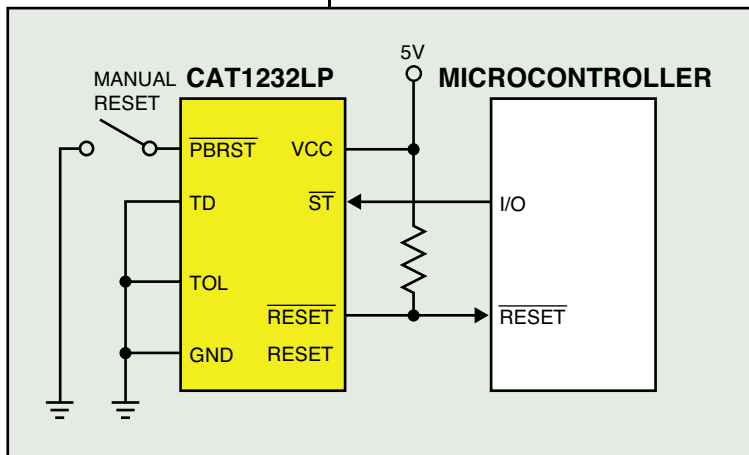 5V
MANUAL
RESET
CAT1232LP
MICROCONTROLLER
PBRST
VCC
TD
ST
I/O
TOL
RESET
RESET
GND
RESET